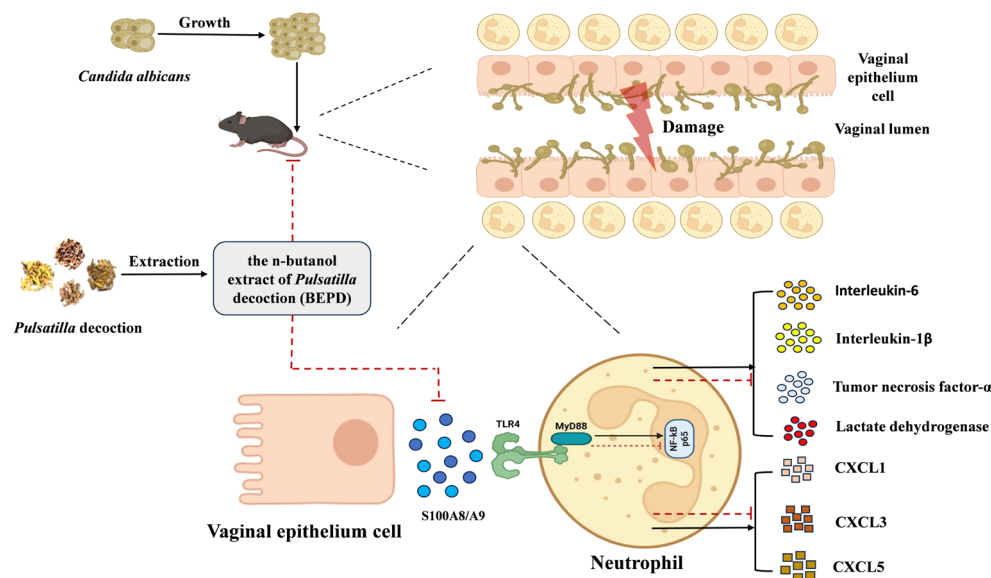 Growth
Candida albicans
Vaginal
epithelium
cell
Damage
Vaginal lumen
Extraction
the n-butanol
extract of Pulsatilla
decoction (BEPD)
Pulsatilla decoction
Interleukin-6
Interleukin-1β
Tumor necrosis factor-α
Lactate dehydrogenase
TLR4
MyD88
NF-kB
p65
S100A8/A9
Vaginal epithelium cell
Neutrophil
CXCL1
CXCL3
CXCL5